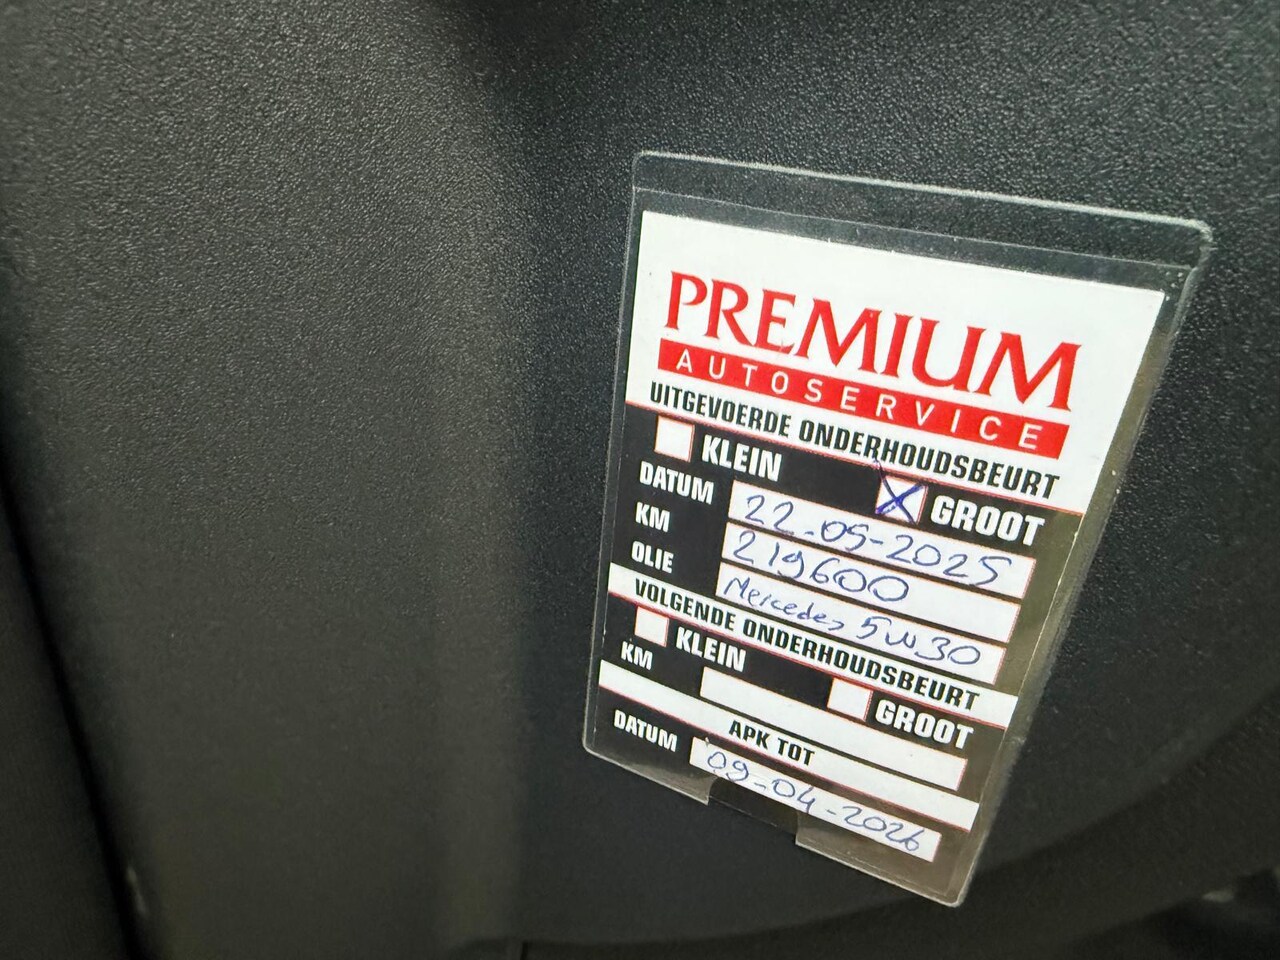 PREMIUM
AUTOSERVICE
UITGEVOERDE ONDERHOUDSBEURT
KLEIN GROOT
DATUM 22-05-2025
KM 219600
OLIE Mercedes 5W30
VOLGENDE ONDERHOUDSBEURT
KLEIN GROOT
KM
APK TOT
DATUM 09-04-2026